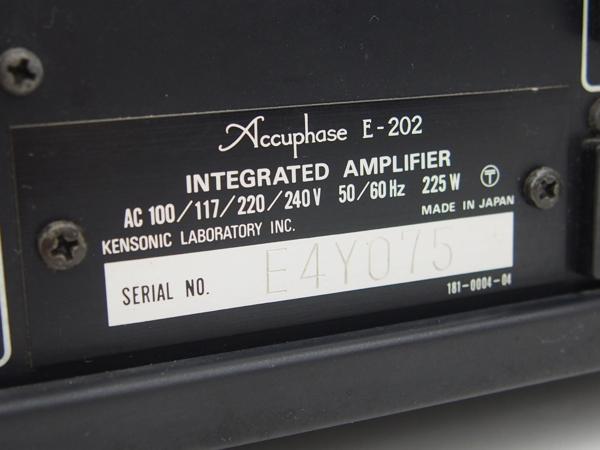 Accuphase E-202
INTEGRATED AMPLIFIER
AC 100/117/220/240V 50/60Hz 225W Ⓣ
KENSONIC LABORATORY INC. MADE IN JAPAN
SERIAL NO. E4Y075
181-0004-04